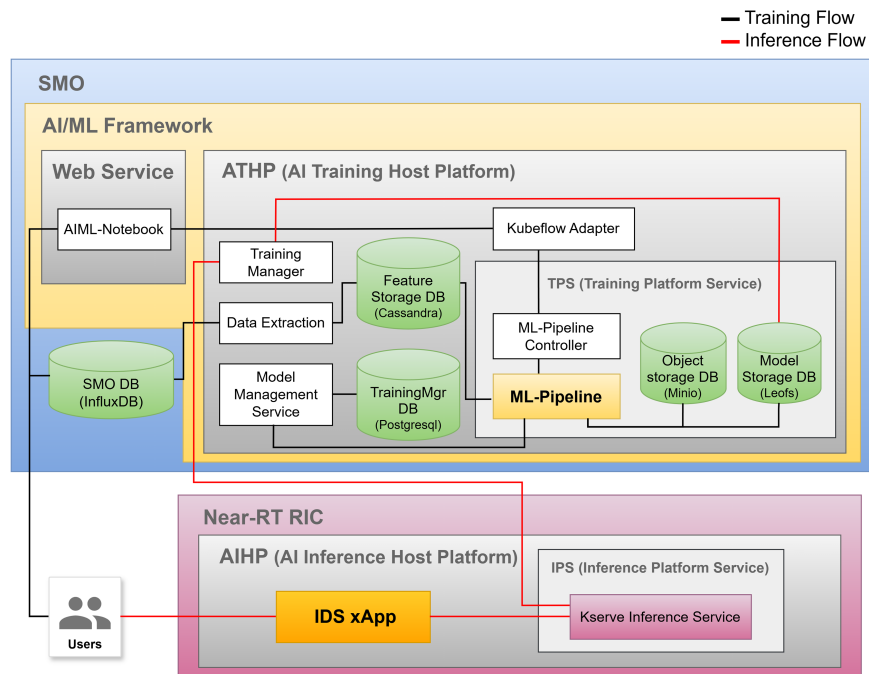 Training Flow
Inference Flow
SMO
AI/ML Framework
Web Service
AIML-Notebook
ATHP (AI Training Host Platform)
Kubeflow Adapter
Training
Manager
Feature
Storage DB
(Cassandra)
Data Extraction
TPS (Training Platform Service)
ML-Pipeline
Controller
Object
storage DB
(Minio)
Model
Storage DB
(Leofs)
SMO DB
(InfluxDB)
Model
Management
Service
TrainingMgr
DB
(Postgresql)
ML-Pipeline
Near-RT RIC
AIHP (AI Inference Host Platform)
IPS (Inference Platform Service)
IDS xApp
Kserve Inference Service
Users